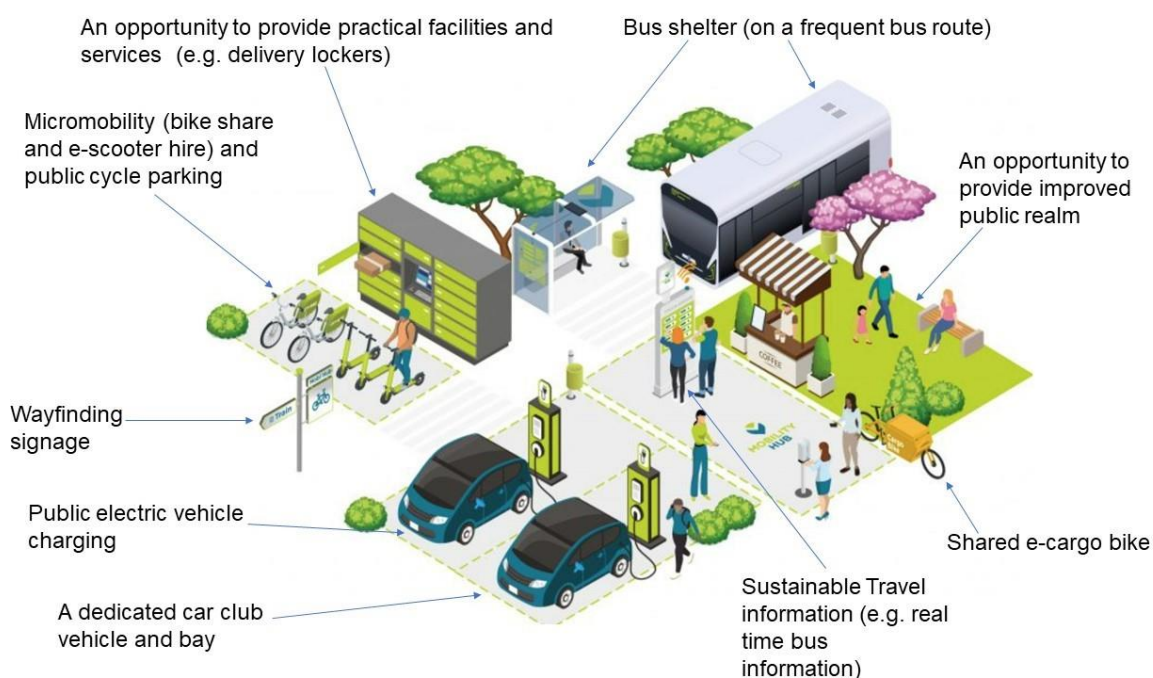 An opportunity to provide practical facilities and
services (e.g. delivery lockers)
Bus shelter (on a frequent bus route)
Micromobility (bike share
and e-scooter hire) and
public cycle parking
An opportunity to
provide improved
public realm
Wayfinding
signage
Train
COFFEE
MOBILITY
HUB
Cargo
Bike
Public electric vehicle
charging
Shared e-cargo bike
A dedicated car club
vehicle and bay
Sustainable Travel
information (e.g. real
time bus
information)